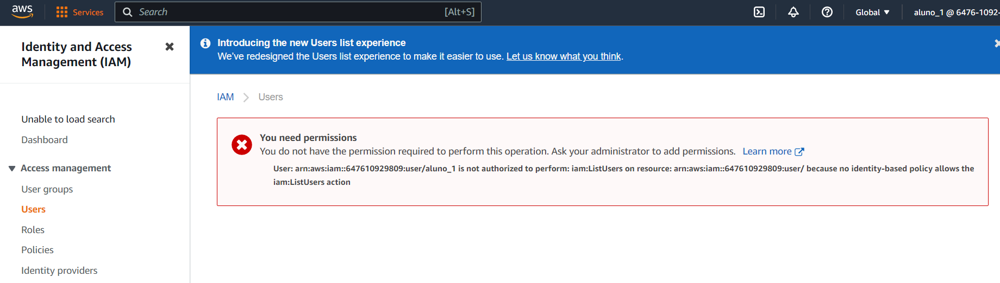 aws
Services
Search
[Alt+S]
Global
aluno_1 @ 6476-1092-
Identity and Access
Management (IAM)
Introducing the new Users list experience
We've redesigned the Users list experience to make it easier to use. Let us know what you think.
Unable to load search
Dashboard
Access management
User groups
Users
Roles
Policies
Identity providers
IAM
Users
You need permissions
You do not have the permission required to perform this operation. Ask your administrator to add permissions. Learn more
User: arn:aws:iam::647610929809:user/aluno_1 is not authorized to perform: iam:ListUsers on resource: arn:aws:iam::647610929809:user/ because no identity-based policy allows the
iam:ListUsers action